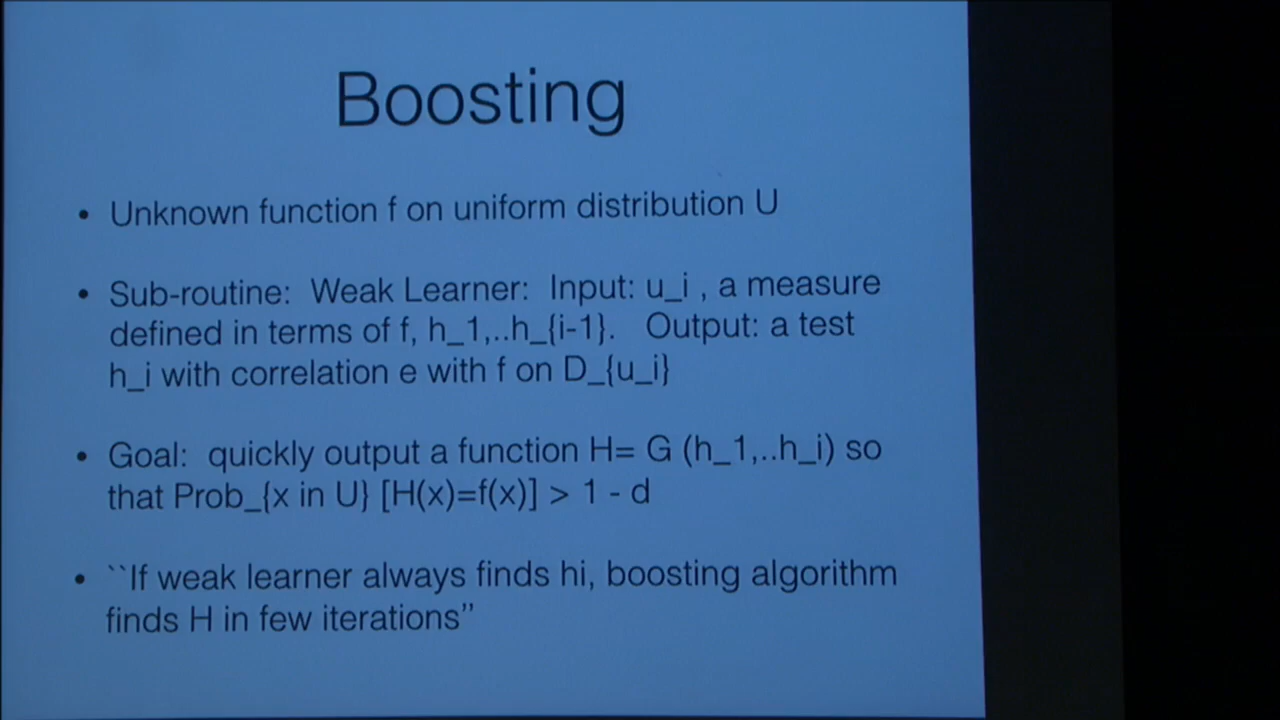 Boosting
• Unknown function f on uniform distribution U
• Sub-routine: Weak Learner: Input: u_i , a measure
defined in terms of f, h_1,..h_{i-1}. Output: a test
h_i with correlation e with f on D_{u_i}
• Goal: quickly output a function H= G (h_1,..h_i) so
that Prob_{x in U} [H(x)=f(x)] > 1 - d
• ``If weak learner always finds hi, boosting algorithm
finds H in few iterations”